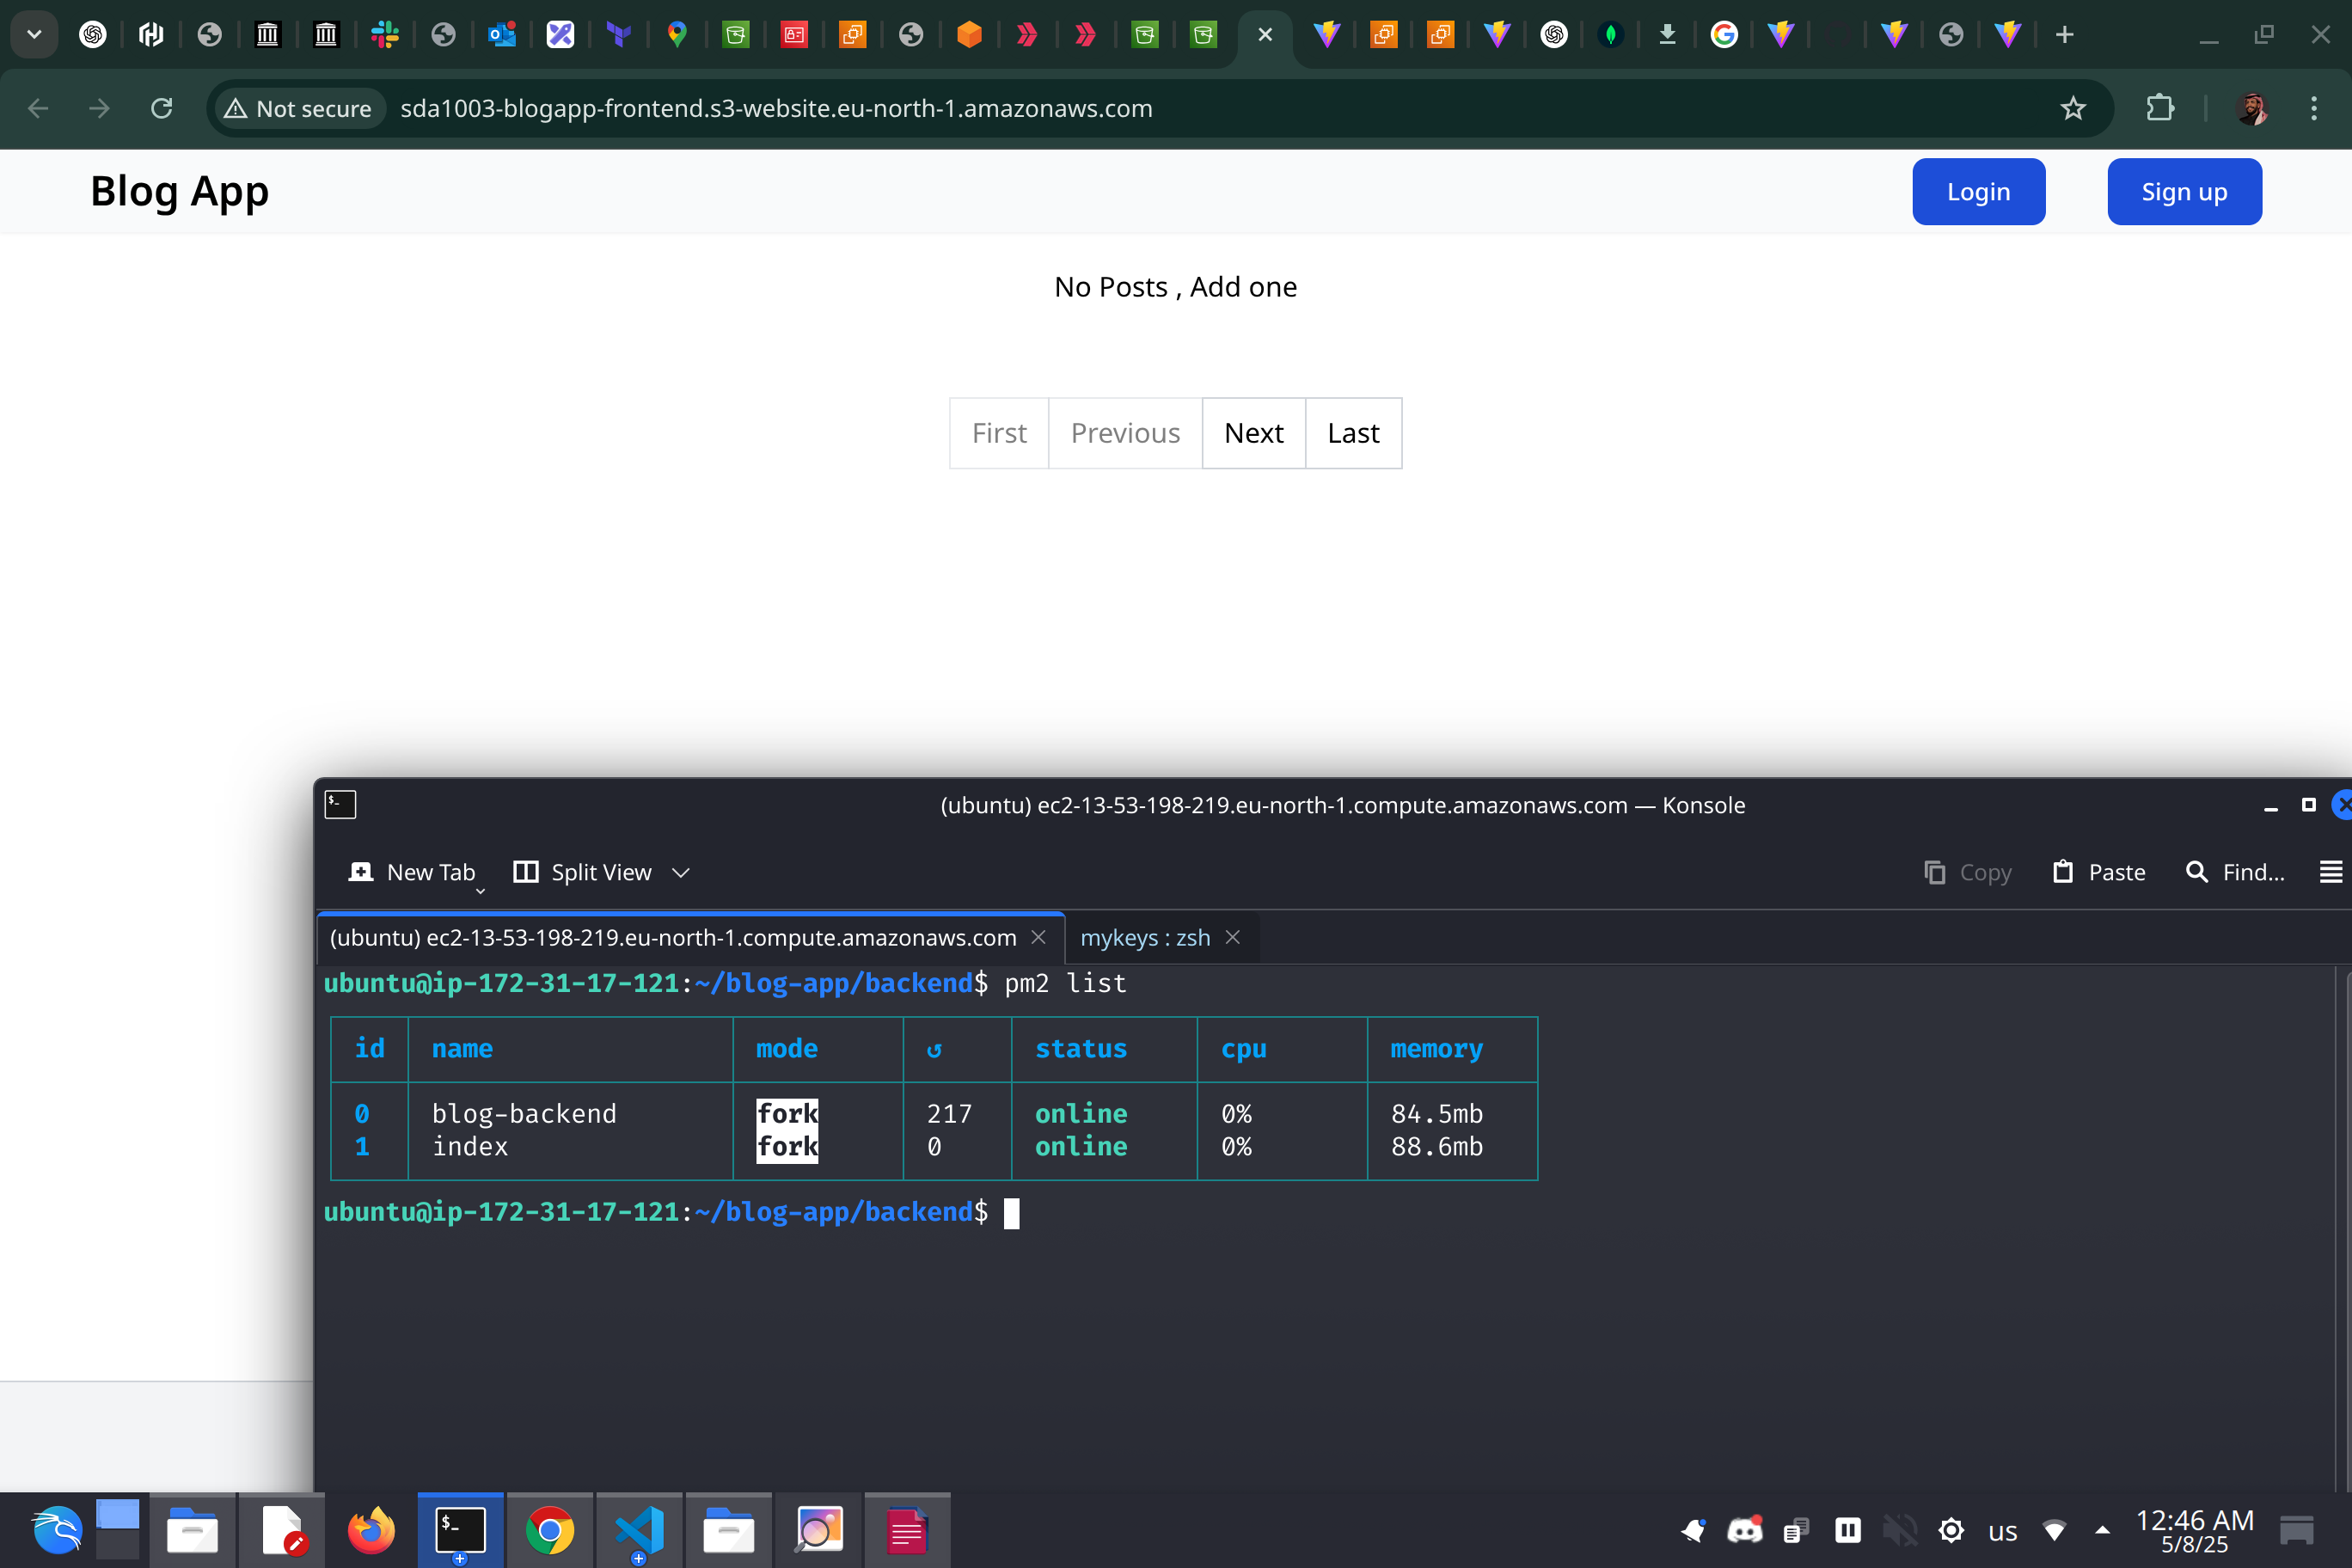 Not secure
sda1003-blogapp-frontend.s3-website.eu-north-1.amazonaws.com
Blog App
Login
Sign up
No Posts , Add one
First
Previous
Next
Last
(ubuntu) ec2-13-53-198-219.eu-north-1.compute.amazonaws.com — Konsole
New Tab
Split View
Copy
Paste
Find...
(ubuntu) ec2-13-53-198-219.eu-north-1.compute.amazonaws.com
mykeys : zsh
ubuntu@ip-172-31-17-121:~/blog-app/backend$ pm2 list
id name mode ↺ status cpu memory
0 blog-backend fork 217 online 0% 84.5mb
1 index fork 0 online 0% 88.6mb
ubuntu@ip-172-31-17-121:~/blog-app/backend$
us
12:46 AM
5/8/25